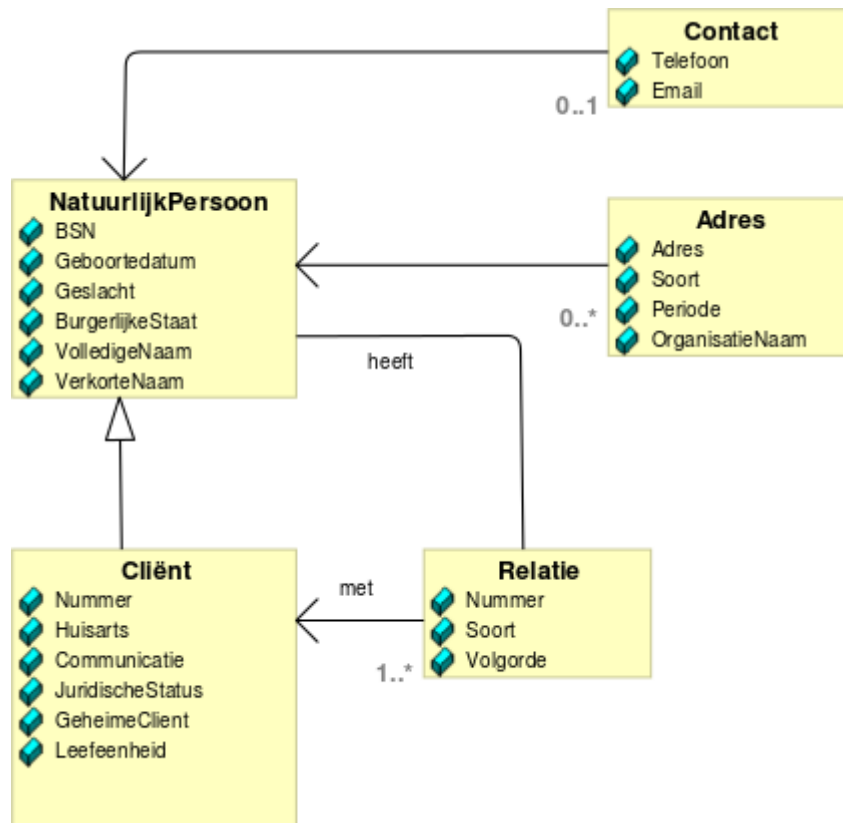 Contact
Telefoon
Email
0..1
NatuurlijkPersoon
BSN
Geboortedatum
Geslacht
BurgerlijkeStaat
VolledigeNaam
VerkorteNaam
Adres
Adres
Soort
Periode
OrganisatieNaam
0..*
heeft
Cliënt
Nummer
Huisarts
Communicatie
JuridischeStatus
GeheimeClient
Leefeenheid
met
1..*
Relatie
Nummer
Soort
Volgorde